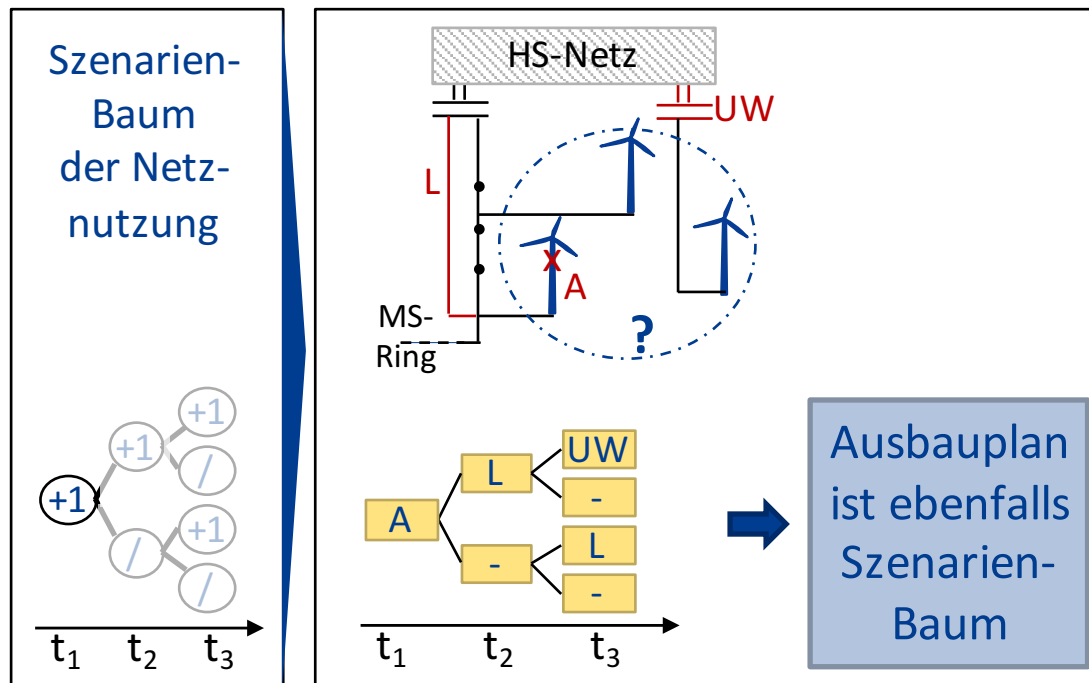 Szenarien-
Baum
der Netz-
nutzung
+1
+1
+1
/
/
+1
/
t₁ t₂ t₃
HS-Netz
UW
L
X
A
?
MS-
Ring
A
L
-
UW
-
L
-
t₁ t₂ t₃
Ausbauplan
ist ebenfalls
Szenarien-
Baum